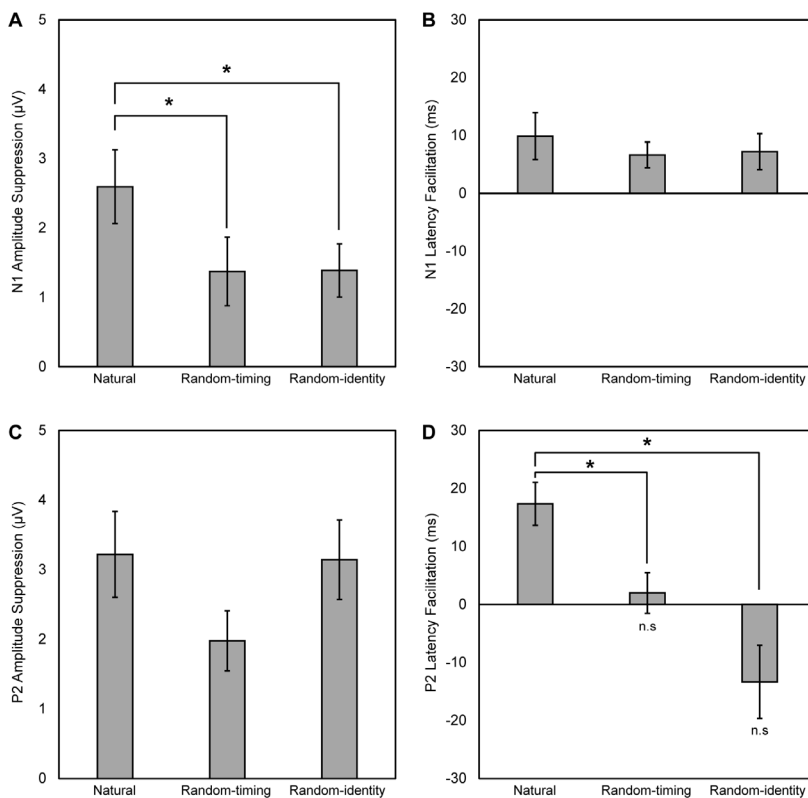 A
N1 Amplitude Suppression (µV)
5
4
3
2
1
0
*
*
Natural Random-timing Random-identity
B
N1 Latency Facilitation (ms)
30
20
10
0
-10
-20
-30
Natural Random-timing Random-identity
C
P2 Amplitude Suppression (µV)
5
4
3
2
1
0
Natural Random-timing Random-identity
D
P2 Latency Facilitation (ms)
30
20
10
0
-10
-20
-30
*
*
n.s
n.s
Natural Random-timing Random-identity